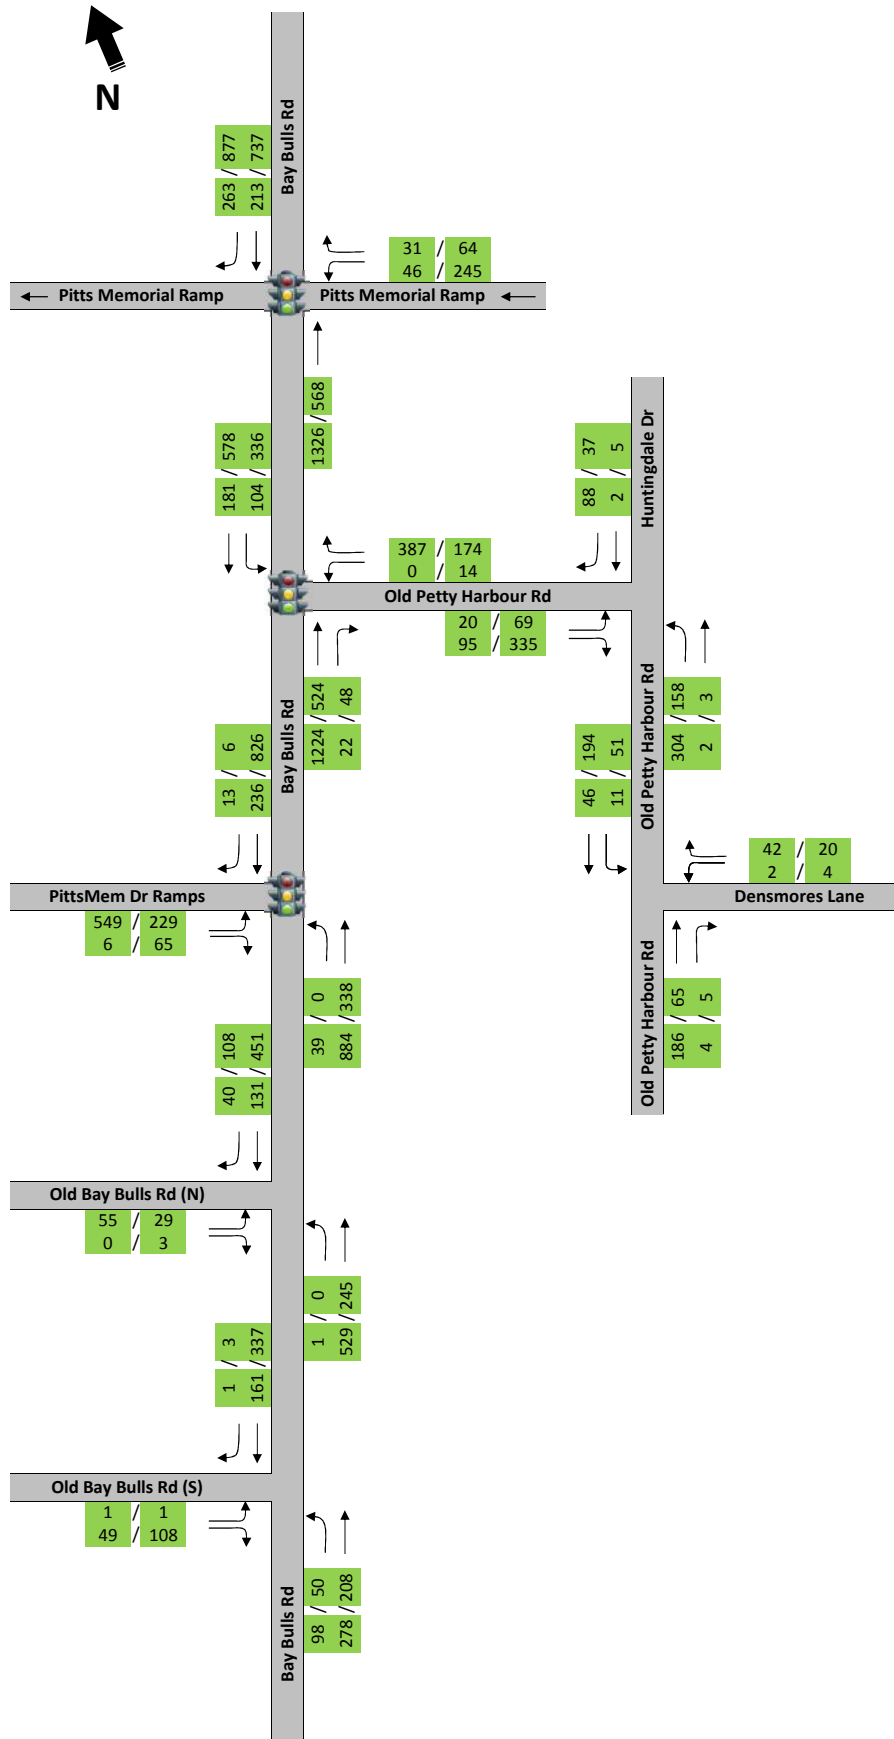 N
Bay Bulls Rd
263 / 877
213 / 737
31 / 64
46 / 245
Pitts Memorial Ramp
Pitts Memorial Ramp
1326 / 568
181 / 578
104 / 336
88 / 37
2 / 5
Huntingdale Dr
387 / 174
0 / 14
Old Petty Harbour Rd
20 / 69
95 / 335
Bay Bulls Rd
1224 / 524
22 / 48
13 / 6
236 / 826
Old Petty Harbour Rd
304 / 158
2 / 3
46 / 194
11 / 51
42 / 20
2 / 4
PittsMem Dr Ramps
Densmores Lane
549 / 229
6 / 65
39 / 0
884 / 338
Old Petty Harbour Rd
186 / 65
4 / 5
40 / 108
131 / 451
Old Bay Bulls Rd (N)
55 / 29
0 / 3
1 / 0
529 / 245
1 / 3
161 / 337
Old Bay Bulls Rd (S)
1 / 1
49 / 108
Bay Bulls Rd
98 / 50
278 / 208